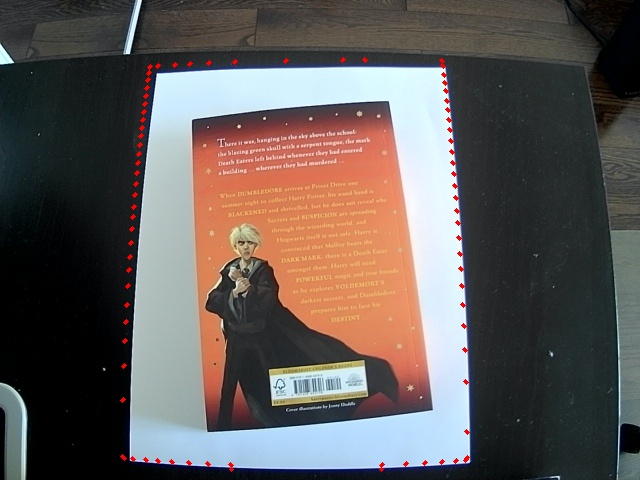 There it was, hanging in the sky above the school:
the blazing green skull with a serpent tongue, the mark
Death Eaters left behind whenever they had entered
a building ... wherever they had murdered ...
When DUMBLEDORE arrives at Privet Drive one
summer night to collect Harry Potter, his wand hand is
BLACKENED and shrivelled, but he does not reveal why.
Secrets and SUSPICION are spreading
through the wizarding world, and
Hogwarts itself is not safe. Harry is
convinced that Malfoy bears the
DARK MARK: there is a Death Eater
amongst them. Harry will need
POWERFUL magic and true friends
as he explores VOLDEMORT'S
darkest secrets, and Dumbledore
prepares him to face his
DESTINY
FSC
Cover illustrations by Jonny Duddle